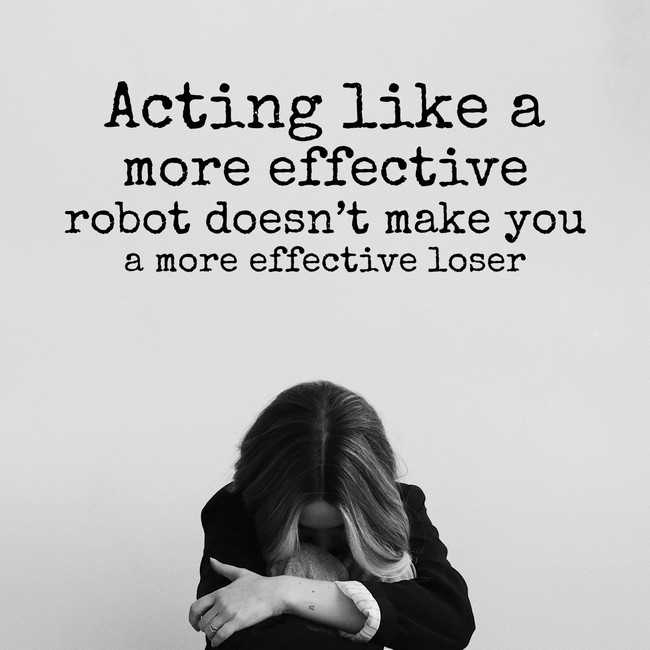 Acting like a
more effective
robot doesn't make you
a more effective loser